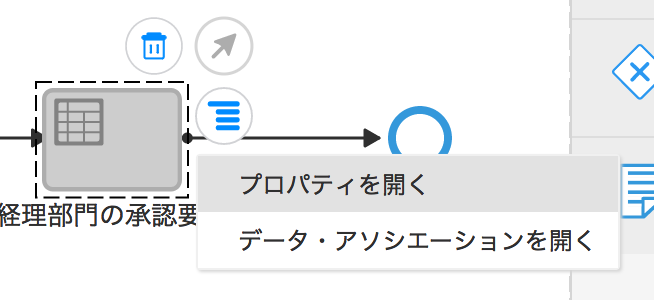 プロパティを開く
経理部門の承認要
データ・アソシエーションを開く